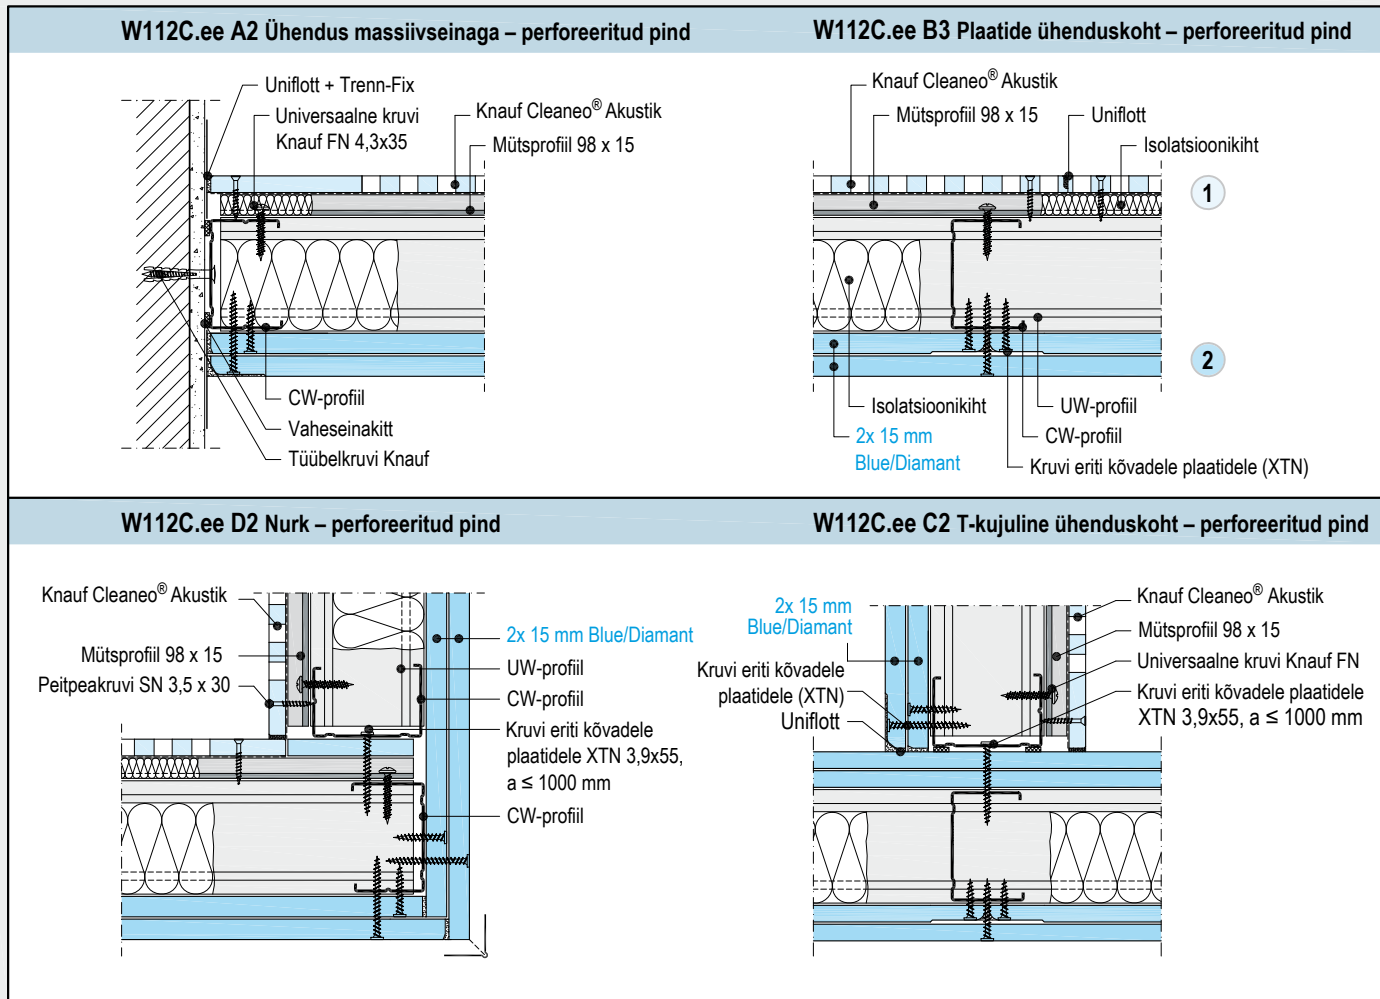 W112C.ee A2 Ühendus massiivseinaga – perforeeritud pind
Uniflott + Trenn-Fix
Universaalne kruvi
Knauf FN 4,3x35
Knauf Cleaneo® Akustik
Mütsprofiil 98 x 15
CW-profiil
Vaheseinakitt
Tüübelkruvi Knauf
W112C.ee B3 Plaatide ühenduskoht – perforeeritud pind
Knauf Cleaneo® Akustik
Mütsprofiil 98 x 15
Uniflott
Isolatsioonikiht
1
2
Isolatsioonikiht
2x 15 mm
Blue/Diamant
UW-profiil
CW-profiil
Kruvi eriti kõvadele plaatidele (XTN)
W112C.ee D2 Nurk – perforeeritud pind
Knauf Cleaneo® Akustik
Mütsprofiil 98 x 15
Peitpeakruvi SN 3,5 x 30
2x 15 mm Blue/Diamant
UW-profiil
CW-profiil
Kruvi eriti kõvadele
plaatidele XTN 3,9x55,
a ≤ 1000 mm
CW-profiil
W112C.ee C2 T-kujuline ühenduskoht – perforeeritud pind
2x 15 mm
Blue/Diamant
Kruvi eriti kõvadele
plaatidele (XTN)
Uniflott
Knauf Cleaneo® Akustik
Mütsprofiil 98 x 15
Universaalne kruvi Knauf FN
Kruvi eriti kõvadele plaatidele
XTN 3,9x55, a ≤ 1000 mm